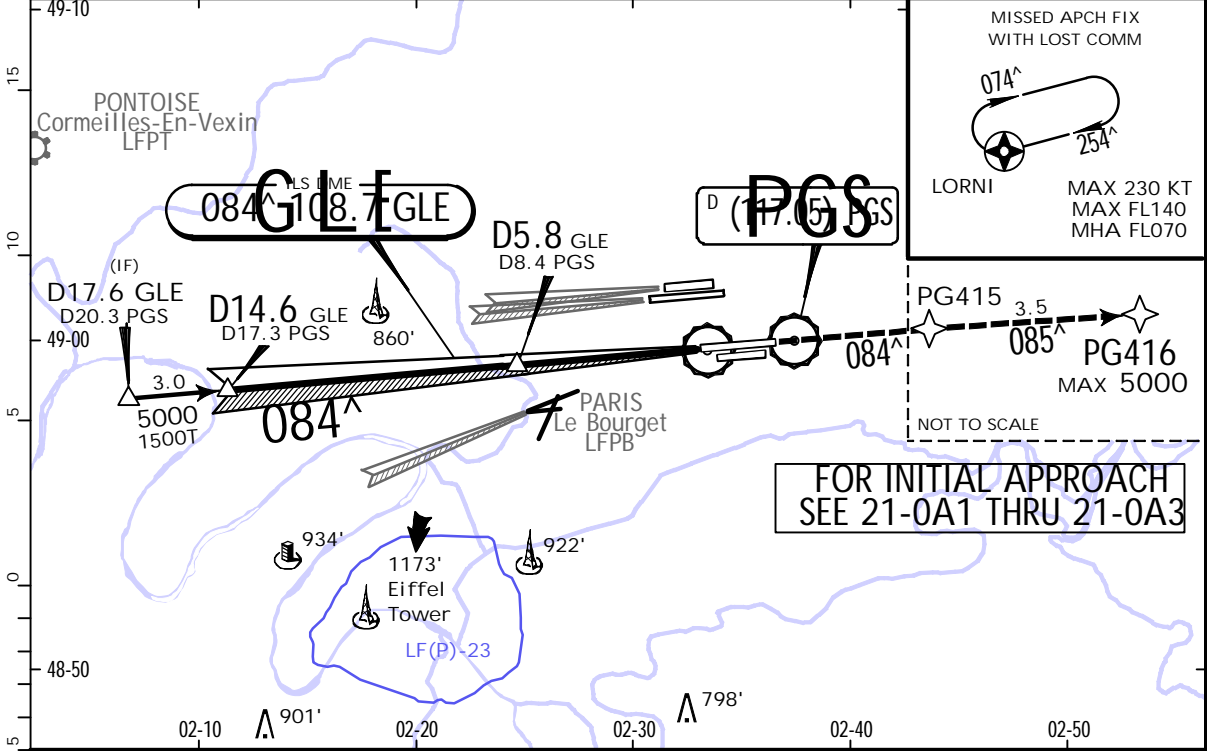 49-10
MISSED APCH FIX
WITH LOST COMM
074^
254^
LORNI
MAX 230 KT
MAX FL140
MHA FL070
15
PONTOISE
Cormeilles-En-Vexin
LFPT
ILS DME
GLE
084^ 108.7 GLE
PGS
D (117.05) PGS
10
D5.8 GLE
D8.4 PGS
(IF)
D17.6 GLE
D20.3 PGS
D14.6 GLE
D17.3 PGS
860'
49-00
3.0
5000
1500T
084^
084^
PG415
3.5
085^
PG416
MAX 5000
NOT TO SCALE
5
PARIS
Le Bourget
LFPB
FOR INITIAL APPROACH
SEE 21-0A1 THRU 21-0A3
934'
922'
1173'
Eiffel
Tower
0
LF(P)-23
48-50
901'
798'
5
02-10
02-20
02-30
02-40
02-50